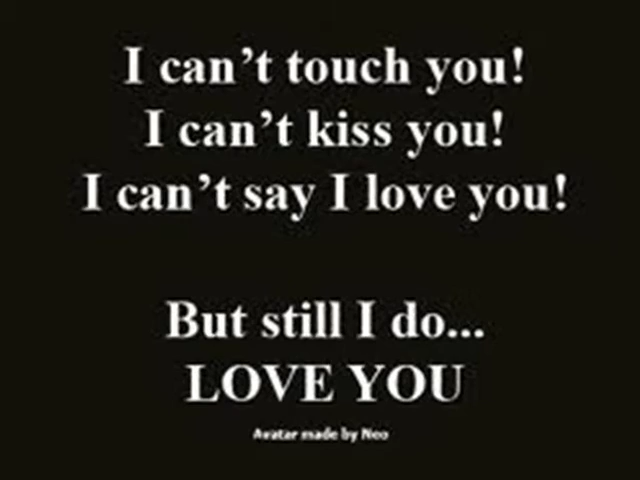 I can’t touch you!
I can’t kiss you!
I can’t say I love you!
But still I do...
LOVE YOU
Avatar made by Neo